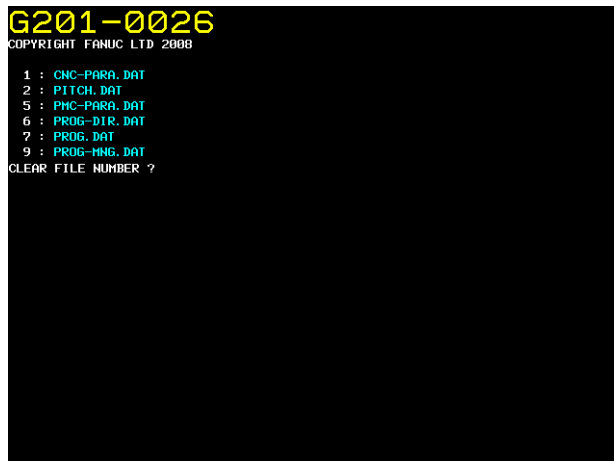 G201-0026
COPYRIGHT FANUC LTD 2008
1 : CNC-PARA.DAT
2 : PITCH.DAT
5 : PMC-PARA.DAT
6 : PROG-DIR.DAT
7 : PROG.DAT
9 : PROG-MNG.DAT
CLEAR FILE NUMBER ?